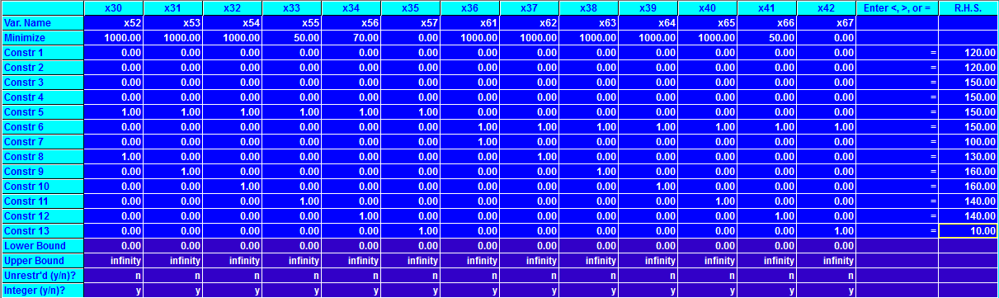 x30 x31 x32 x33 x34 x35 x36 x37 x38 x39 x40 x41 x42 Enter <, >, or = R.H.S.
Var. Name x52 x53 x54 x55 x56 x57 x61 x62 x63 x64 x65 x66 x67
Minimize 1000.00 1000.00 1000.00 50.00 70.00 0.00 1000.00 1000.00 1000.00 1000.00 1000.00 50.00 0.00
Constr 1 0.00 0.00 0.00 0.00 0.00 0.00 0.00 0.00 0.00 0.00 0.00 0.00 0.00 = 120.00
Constr 2 0.00 0.00 0.00 0.00 0.00 0.00 0.00 0.00 0.00 0.00 0.00 0.00 0.00 = 120.00
Constr 3 0.00 0.00 0.00 0.00 0.00 0.00 0.00 0.00 0.00 0.00 0.00 0.00 0.00 = 150.00
Constr 4 0.00 0.00 0.00 0.00 0.00 0.00 0.00 0.00 0.00 0.00 0.00 0.00 0.00 = 150.00
Constr 5 1.00 1.00 1.00 1.00 1.00 1.00 0.00 0.00 0.00 0.00 0.00 0.00 0.00 = 150.00
Constr 6 0.00 0.00 0.00 0.00 0.00 0.00 1.00 1.00 1.00 1.00 1.00 1.00 1.00 = 150.00
Constr 7 0.00 0.00 0.00 0.00 0.00 0.00 1.00 0.00 0.00 0.00 0.00 0.00 0.00 = 100.00
Constr 8 1.00 0.00 0.00 0.00 0.00 0.00 0.00 1.00 0.00 0.00 0.00 0.00 0.00 = 130.00
Constr 9 0.00 1.00 0.00 0.00 0.00 0.00 0.00 0.00 1.00 0.00 0.00 0.00 0.00 = 160.00
Constr 10 0.00 0.00 1.00 0.00 0.00 0.00 0.00 0.00 0.00 1.00 0.00 0.00 0.00 = 160.00
Constr 11 0.00 0.00 0.00 1.00 0.00 0.00 0.00 0.00 0.00 0.00 1.00 0.00 0.00 = 140.00
Constr 12 0.00 0.00 0.00 0.00 1.00 0.00 0.00 0.00 0.00 0.00 0.00 1.00 0.00 = 140.00
Constr 13 0.00 0.00 0.00 0.00 0.00 1.00 0.00 0.00 0.00 0.00 0.00 0.00 1.00 = 10.00
Lower Bound 0.00 0.00 0.00 0.00 0.00 0.00 0.00 0.00 0.00 0.00 0.00 0.00 0.00
Upper Bound infinity infinity infinity infinity infinity infinity infinity infinity infinity infinity infinity infinity infinity
Unrestr'd (y/n)? n n n n n n n n n n n n n
Integer (y/n)? y y y y y y y y y y y y y